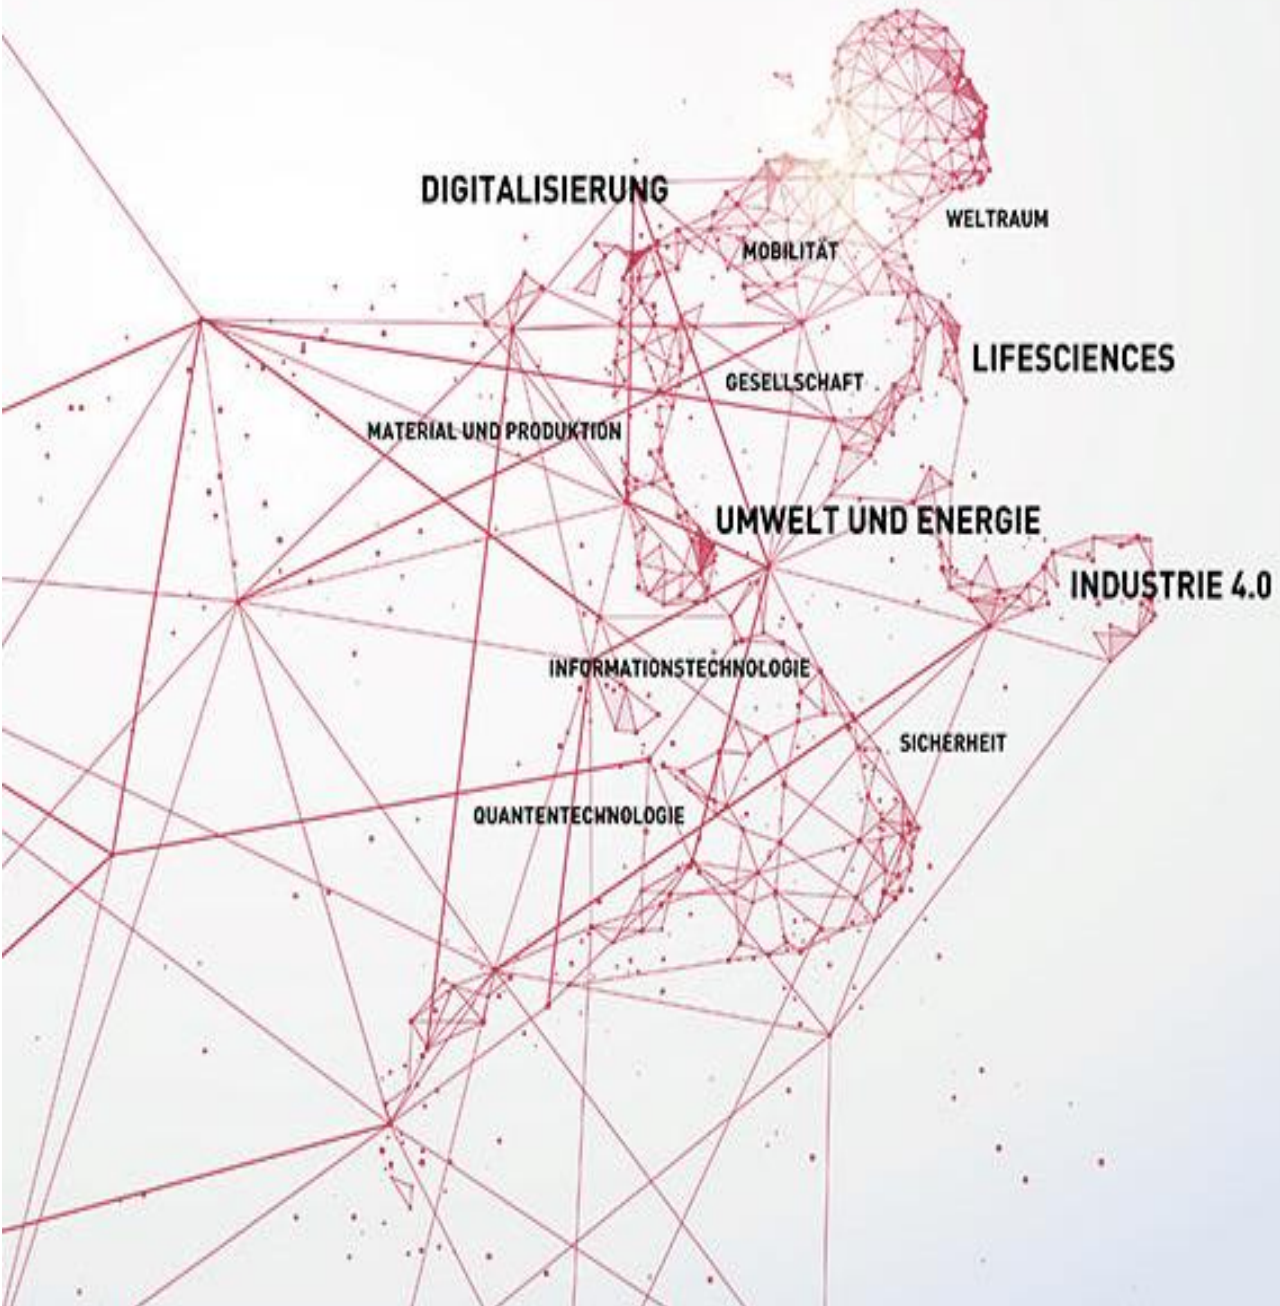 DIGITALISIERUNG
WELTRAUM
MOBILITÄT
LIFESCIENCES
GESELLSCHAFT
MATERIAL UND PRODUKTION
UMWELT UND ENERGIE
INDUSTRIE 4.0
INFORMATIONSTECHNOLOGIE
SICHERHEIT
QUANTENTECHNOLOGIE